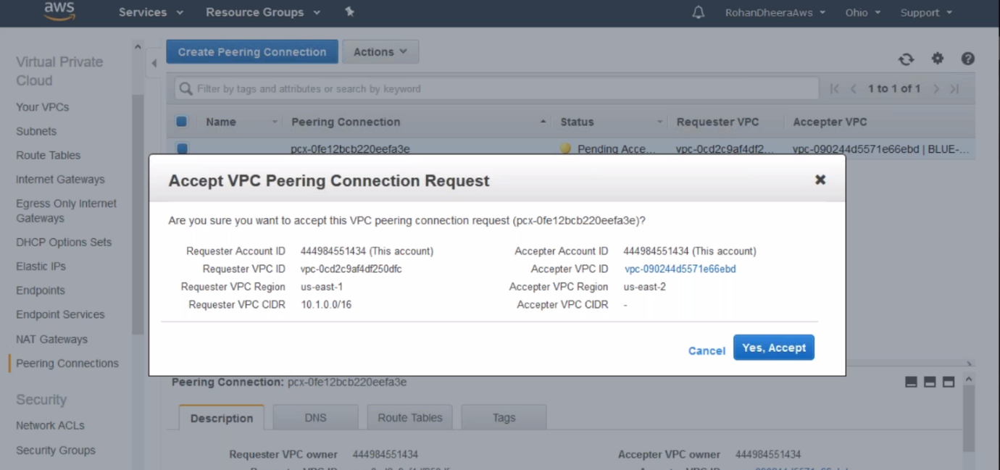 aws Services Resource Groups RohanDheeraAws Ohio Support
Virtual Private
Cloud
Your VPCs
Subnets
Route Tables
Internet Gateways
Egress Only Internet
Gateways
DHCP Options Sets
Elastic IPs
Endpoints
Endpoint Services
NAT Gateways
Peering Connections
Security
Network ACLs
Security Groups
Create Peering Connection Actions
Filter by tags and attributes or search by keyword 1 to 1 of 1
Name Peering Connection Status Requester VPC Accepter VPC
pcx-0fe12bcb220eefa3e Pending Acce... vpc-0cd2c9af4df2... vpc-090244d5571e66ebd | BLUE-...
Accept VPC Peering Connection Request
Are you sure you want to accept this VPC peering connection request (pcx-0fe12bcb220eefa3e)?
Requester Account ID 444984551434 (This account) Accepter Account ID 444984551434 (This account)
Requester VPC ID vpc-0cd2c9af4df250dfc Accepter VPC ID vpc-090244d5571e66ebd
Requester VPC Region us-east-1 Accepter VPC Region us-east-2
Requester VPC CIDR 10.1.0.0/16 Accepter VPC CIDR -
Cancel Yes, Accept
Peering Connection: pcx-0fe12bcb220eefa3e
Description DNS Route Tables Tags
Requester VPC owner 444984551434 Accepter VPC owner 444984551434